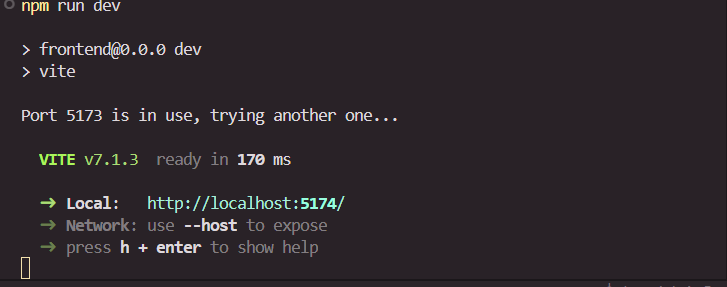 npm run dev
> frontend@0.0.0 dev
> vite
Port 5173 is in use, trying another one...
VITE v7.1.3 ready in 170 ms
➜ Local: http://localhost:5174/
➜ Network: use --host to expose
➜ press h + enter to show help